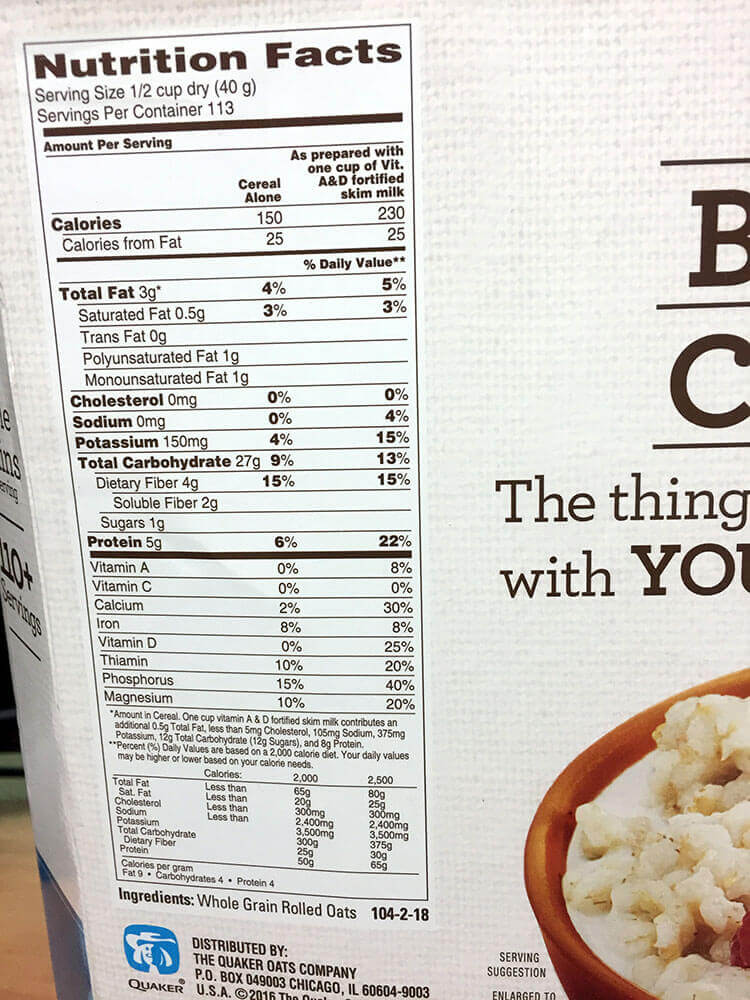 Nutrition Facts
Serving Size 1/2 cup dry (40 g)
Servings Per Container 113
Amount Per Serving
Cereal Alone As prepared with one cup of Vit. A&D fortified skim milk
Calories 150 230
Calories from Fat 25 25
% Daily Value**
Total Fat 3g* 4% 5%
Saturated Fat 0.5g 3% 3%
Trans Fat 0g
Polyunsaturated Fat 1g
Monounsaturated Fat 1g
Cholesterol 0mg 0% 0%
Sodium 0mg 0% 4%
Potassium 150mg 4% 15%
Total Carbohydrate 27g 9% 13%
Dietary Fiber 4g 15% 15%
Soluble Fiber 2g
Sugars 1g
Protein 5g 6% 22%
Vitamin A 0% 8%
Vitamin C 0% 0%
Calcium 2% 30%
Iron 8% 8%
Vitamin D 0% 25%
Thiamin 10% 20%
Phosphorus 15% 40%
Magnesium 10% 20%
*Amount in Cereal. One cup vitamin A & D fortified skim milk contributes an
additional 0.5g Total Fat, less than 5mg Cholesterol, 105mg Sodium, 375mg
Potassium, 12g Total Carbohydrate (12g Sugars), and 8g Protein.
**Percent (%) Daily Values are based on a 2,000 calorie diet. Your daily values
may be higher or lower based on your calorie needs.
Calories: 2,000 2,500
Total Fat Less than 65g 80g
Sat. Fat Less than 20g 25g
Cholesterol Less than 300mg 300mg
Sodium Less than 2,400mg 2,400mg
Potassium 3,500mg 3,500mg
Total Carbohydrate 300g 375g
Dietary Fiber 25g 30g
Protein 50g 65g
Calories per gram
Fat 9 • Carbohydrates 4 • Protein 4
Ingredients: Whole Grain Rolled Oats 104-2-18
QUAKER®
DISTRIBUTED BY:
THE QUAKER OATS COMPANY
P.O. BOX 049003 CHICAGO, IL 60604-9003
U.S.A. ©2016 The
B
C
The thing
with YOU
SERVING
SUGGESTION
ENLARGED TO
110+
servings